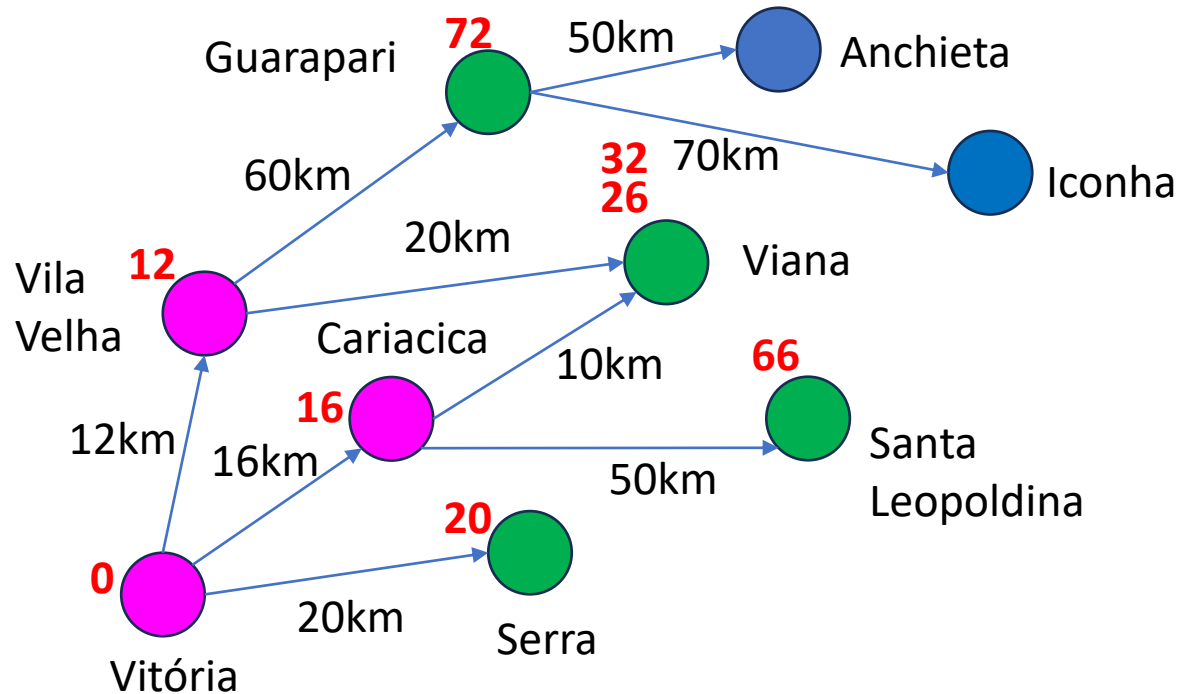 72
50km
Guarapari
Anchieta
32
70km
60km
26
Iconha
20km
Vila
Velha
12
Viana
Cariacica
10km
66
16
12km
16km
50km
Santa
Leopoldina
20
0
20km
Serra
Vitória